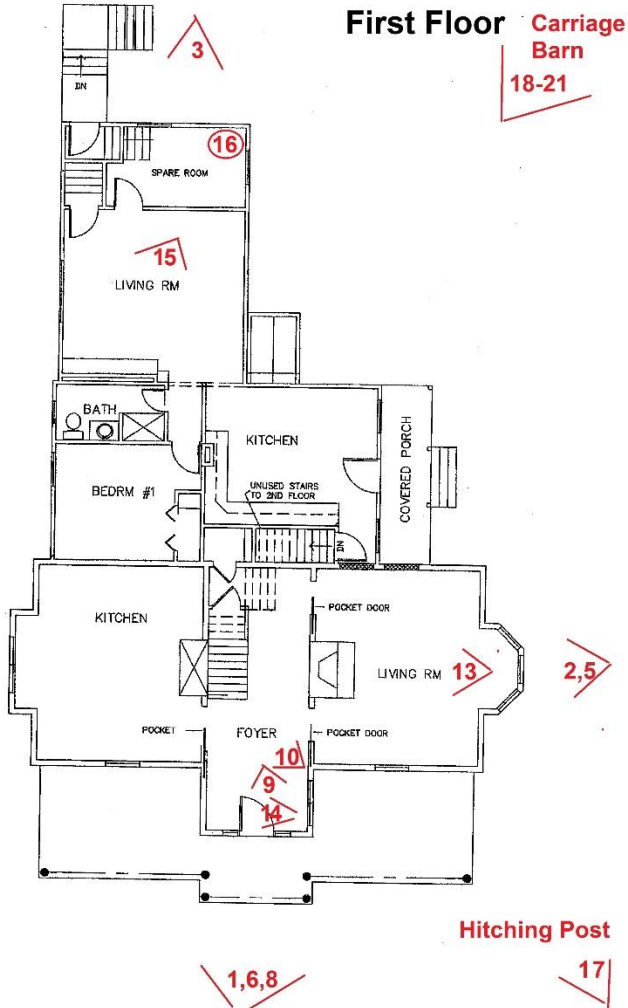 First Floor
Carriage
Barn
3
18-21
DN
16
SPARE ROOM
15
LIVING RM
BATH
KITCHEN
COVERED PORCH
BEDRM #1
UNUSED STAIRS
TO 2ND FLOOR
DN
KITCHEN
POCKET DOOR
LIVING RM
13
2,5
POCKET
FOYER
POCKET DOOR
10
9
14
Hitching Post
1,6,8
17